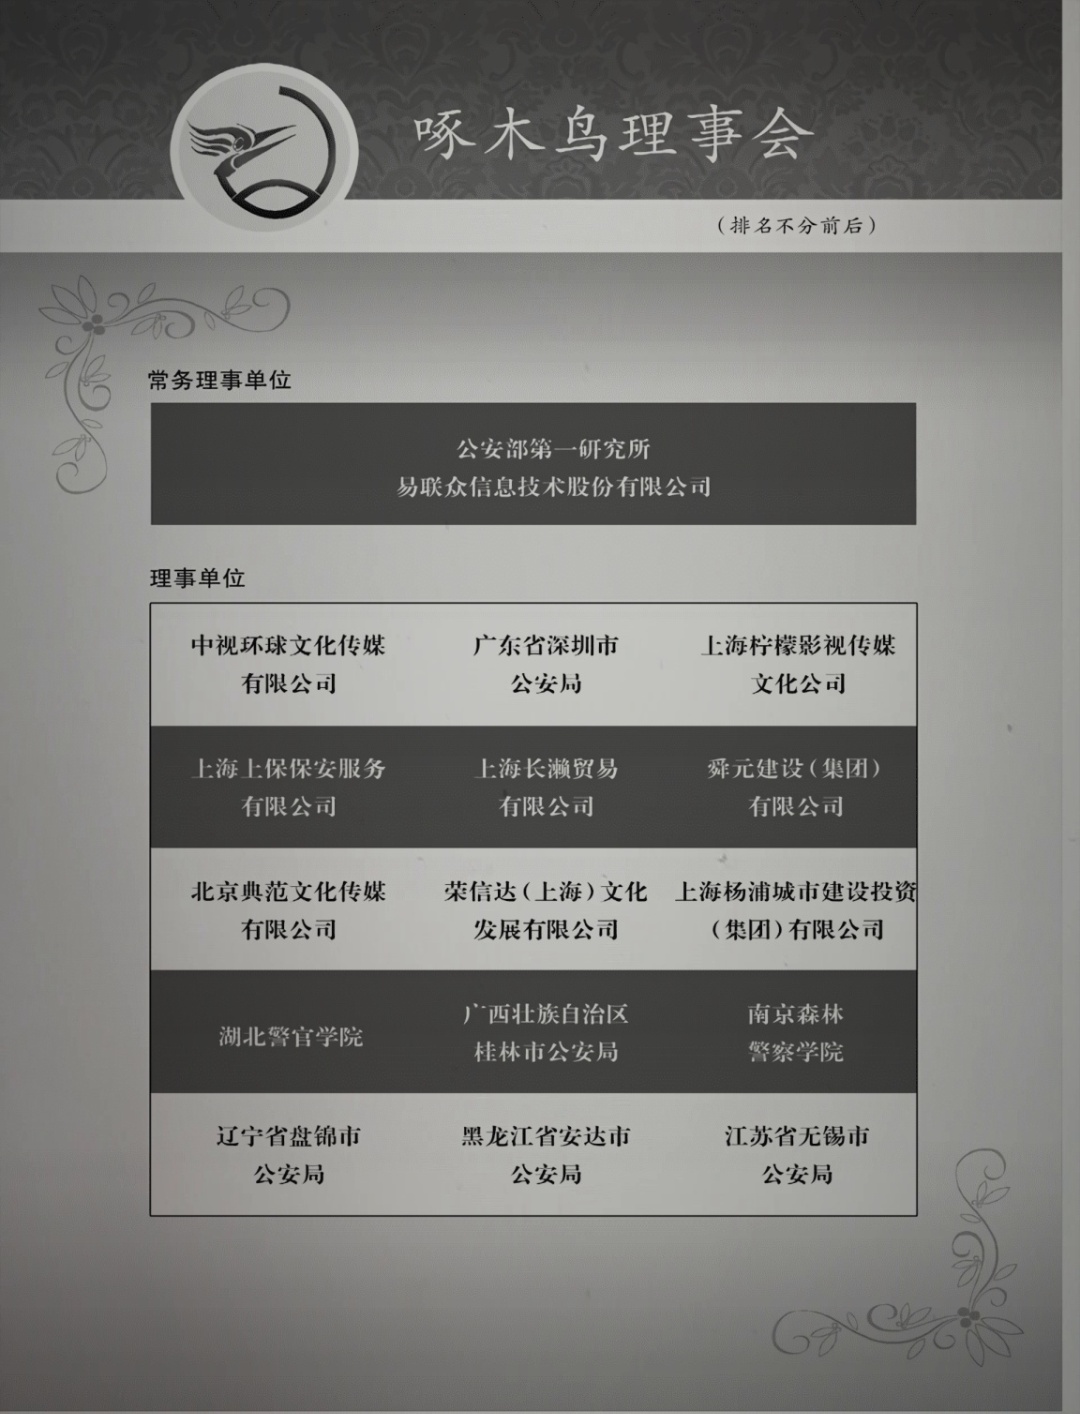 啄木鸟理事会
（排名不分前后）
常务理事单位
公安部第一研究所
易联众信息技术股份有限公司
理事单位
中视环球文化传媒
有限公司
广东省深圳市
公安局
上海柠檬影视传媒
文化公司
上海上保保安服务
有限公司
上海长濑贸易
有限公司
舜元建设（集团）
有限公司
北京典范文化传媒
有限公司
荣信达（上海）文化
发展有限公司
上海杨浦城市建设投资
（集团）有限公司
湖北警官学院
广西壮族自治区
桂林市公安局
南京森林
警察学院
辽宁省盘锦市
公安局
黑龙江省安达市
公安局
江苏省无锡市
公安局